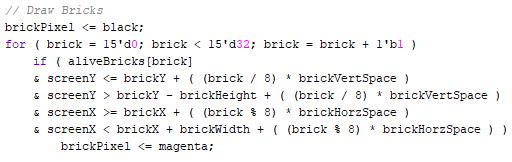 // Draw Bricks
brickPixel <= black;
for ( brick = 15'd0; brick < 15'd32; brick = brick + 1'b1 )
if ( aliveBricks[brick]
& screenY <= brickY + ( (brick / 8) * brickVertSpace )
& screenY > brickY - brickHeight + ( (brick / 8) * brickVertSpace )
& screenX >= brickX + ( (brick % 8) * brickHorzSpace )
& screenX < brickX + brickWidth + ( (brick % 8) * brickHorzSpace ) )
brickPixel <= magenta;